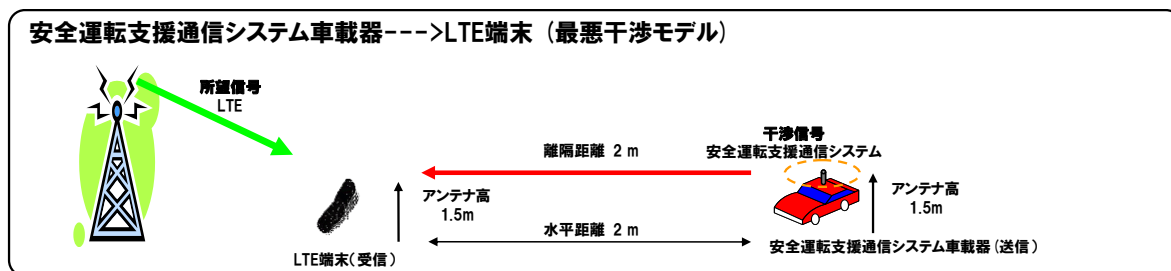 安全運転支援通信システム車載器--->LTE端末 (最悪干渉モデル)
所望信号
LTE
干渉信号
安全運転支援通信システム
離隔距離 2 m
アンテナ高
1.5m
アンテナ高
1.5m
水平距離 2 m
LTE端末(受信)
安全運転支援通信システム車載器(送信)